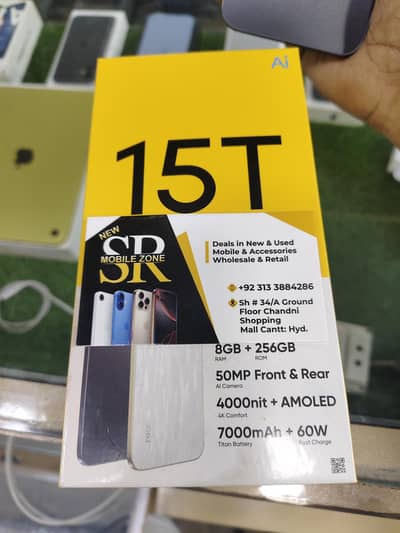 Ai
15T
NEW
SR
MOBILE ZONE
Deals in New & Used
Mobile & Accessories
Wholesale & Retail
+92 313 3884286
Sh # 34/A Ground
Floor Chandni
Shopping
Mall Cantt: Hyd.
8GB + 256GB
RAM ROM
50MP Front & Rear
AI Camera
4000nit + AMOLED
4K Comfort
7000mAh + 60W
Titan Battery Fast Charge